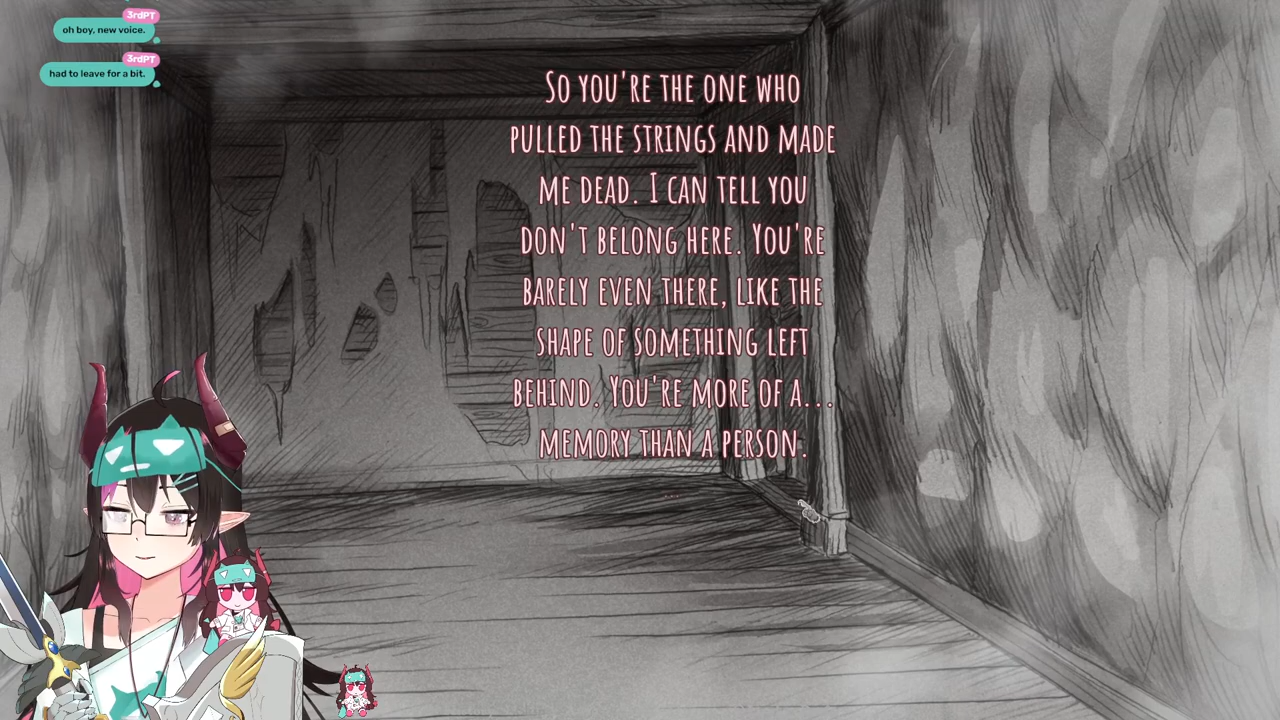 3rdPT
oh boy, new voice.
3rdPT
had to leave for a bit.
So you're the one who
pulled the strings and made
me dead. I can tell you
don't belong here. You're
barely even there, like the
shape of something left
behind. You're more of a...
memory than a person.
...